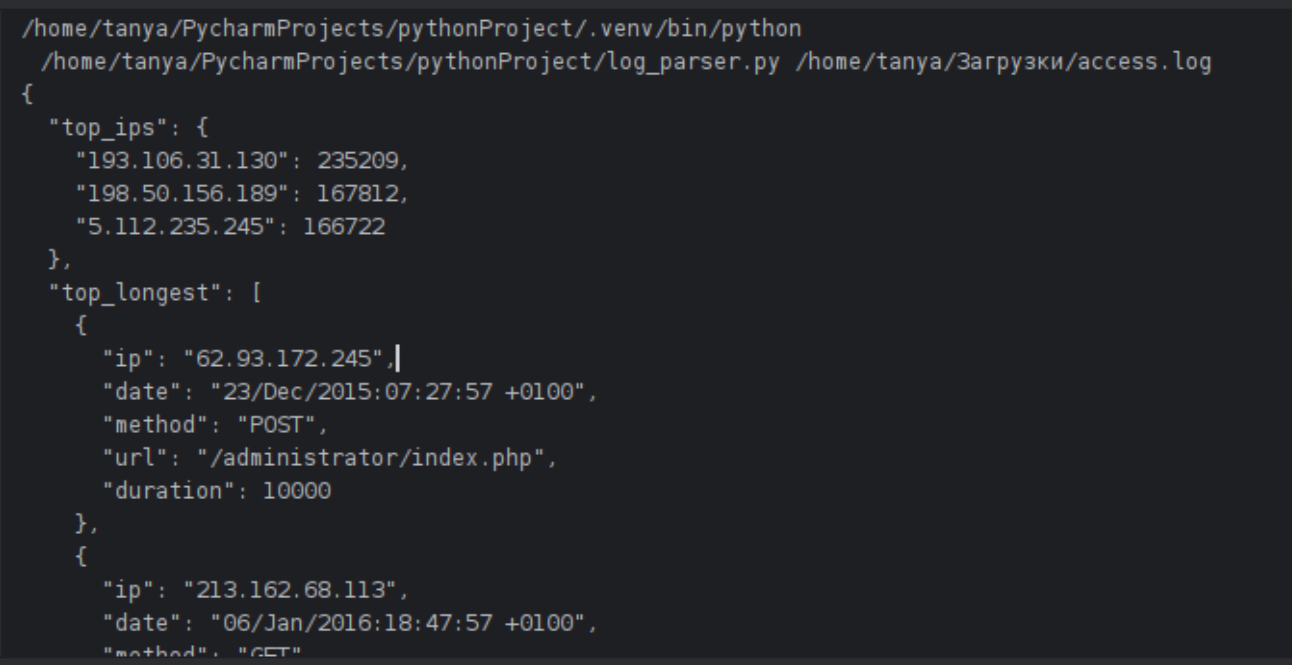 /home/tanya/PycharmProjects/pythonProject/.venv/bin/python
/home/tanya/PycharmProjects/pythonProject/log_parser.py /home/tanya/Загрузки/access.log
{
"top_ips": {
"193.106.31.130": 235209,
"198.50.156.189": 167812,
"5.112.235.245": 166722
},
"top_longest": [
{
"ip": "62.93.172.245",
"date": "23/Dec/2015:07:27:57 +0100",
"method": "POST",
"url": "/administrator/index.php",
"duration": 10000
},
{
"ip": "213.162.68.113",
"date": "06/Jan/2016:18:47:57 +0100",
"method": "GET"